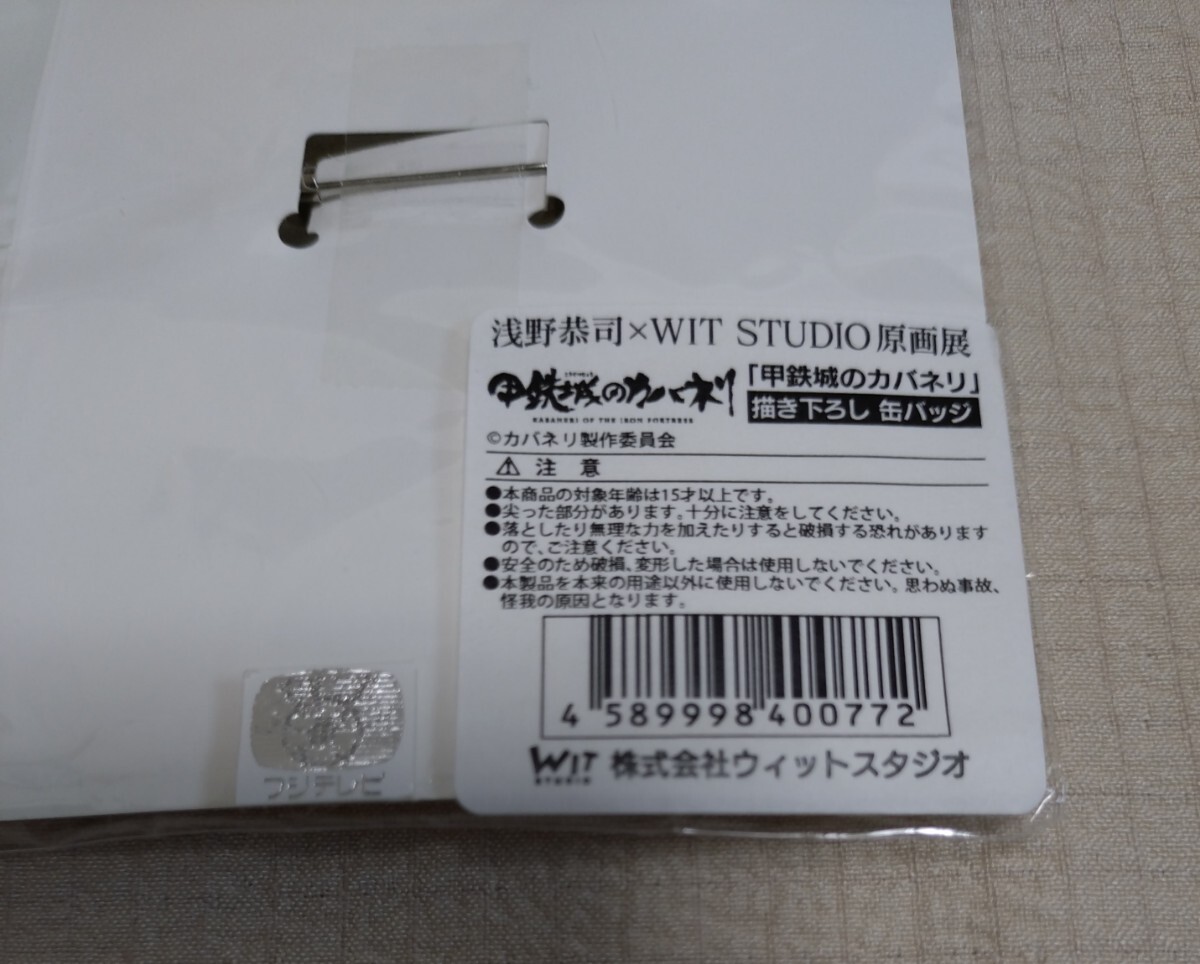 浅野恭司×WIT STUDIO原画展
甲鉄城のカバネリ
KABANERI OF THE IRON FORTRESS
「甲鉄城のカバネリ」
描き下ろし 缶バッジ
©カバネリ製作委員会
⚠ 注 意
●本商品の対象年齢は15才以上です。
●尖った部分があります。十分に注意をしてください。
●落としたり無理な力を加えたりすると破損する恐れがあります
ので、ご注意ください。
●安全のため破損、変形した場合は使用しないでください。
●本製品を本来の用途以外に使用しないでください。思わぬ事故、
怪我の原因となります。
4 589998 400772
WIT STUDIO 株式会社ウィットスタジオ
フジテレビ